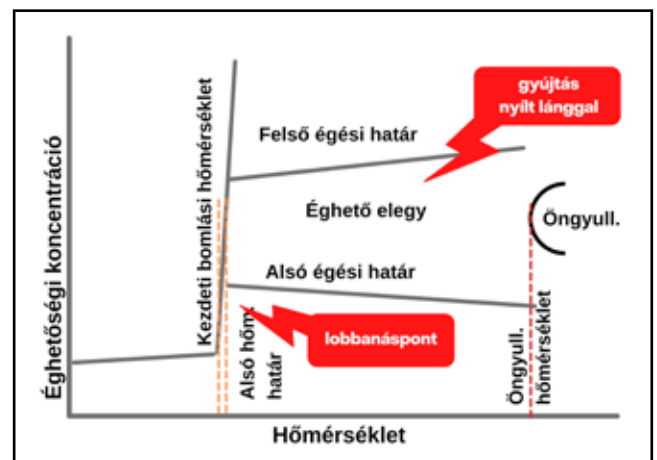 gyújtás
nyílt lánggal
Felső égési határ
Éghető elegy
Öngyull.
Alsó égési határ
lobbanáspont
Éghetőségi koncentráció
Kezdeti bomlási hőmérséklet
Alsó hőm.
határ
Öngyull.
hőmérséklet
Hőmérséklet